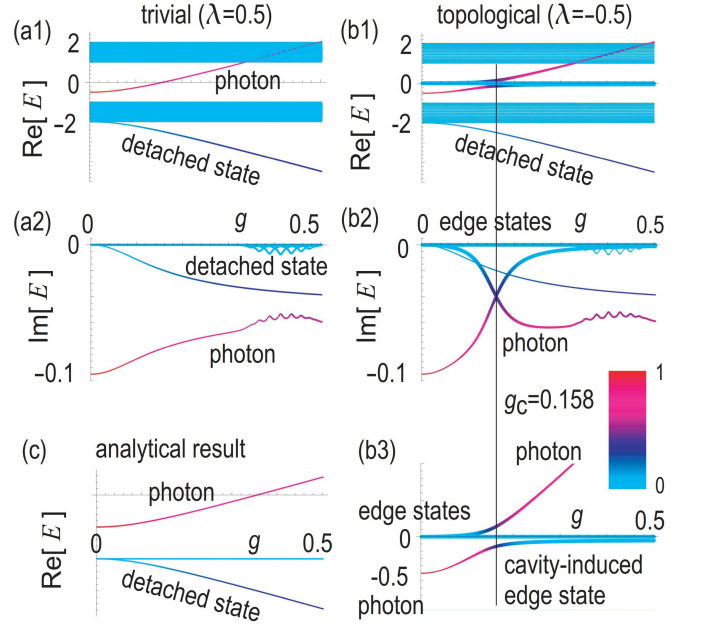 trivial (λ=0.5)
topological (λ=−0.5)
(a1)
2
Re[ E ]
photon
−2
detached state
(b1)
2
0
Re[ E ]
−2
detached state
(a2)
0
g
0.5
0
detached state
Im[ E ]
photon
−0.1
(b2)
0
edge states
g
0.5
0
Im[ E ]
photon
−0.1
gC=0.158
1
0
(c)
analytical result
photon
0
g
0.5
Re[ E ]
detached state
(b3)
photon
edge states
g
0.5
0
-0.5
cavity-induced
edge state
photon